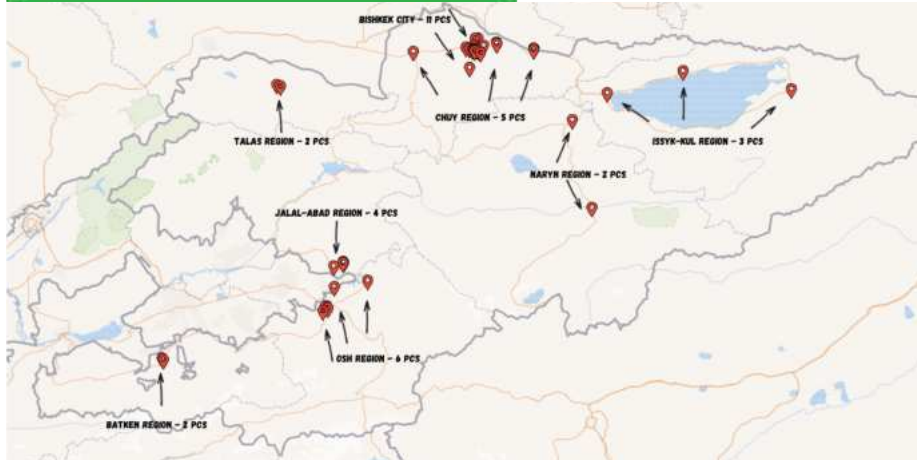 BISHKEK CITY - 11 PCS
CHUY REGION - 5 PCS
TALAS REGION - 2 PCS
ISSYK-KUL REGION - 3 PCS
NARYN REGION - 2 PCS
JALAL-ABAD REGION - 4 PCS
OSH REGION - 6 PCS
BATKEN REGION - 2 PCS